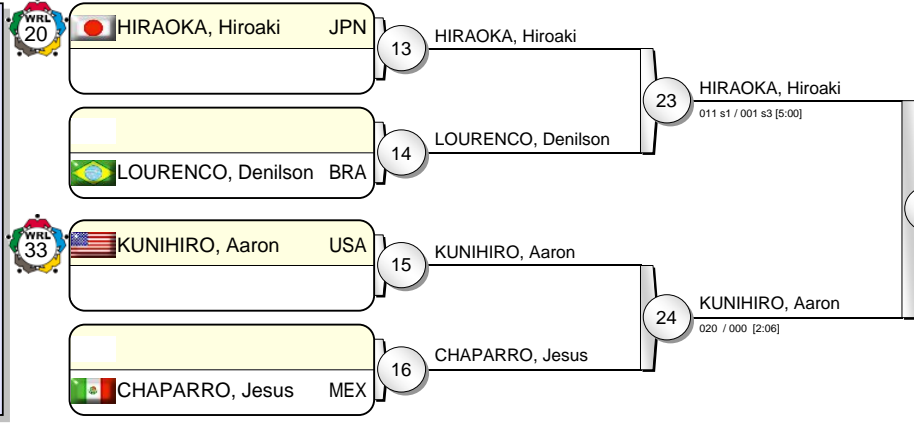 WRL
20
HIRAOKA, Hiroaki JPN
13
HIRAOKA, Hiroaki
23
HIRAOKA, Hiroaki
011 s1 / 001 s3 [5:00]
14
LOURENCO, Denilson
LOURENCO, Denilson BRA
WRL
33
KUNIHIRO, Aaron USA
15
KUNIHIRO, Aaron
24
KUNIHIRO, Aaron
020 / 000 [2:06]
16
CHAPARRO, Jesus
CHAPARRO, Jesus MEX